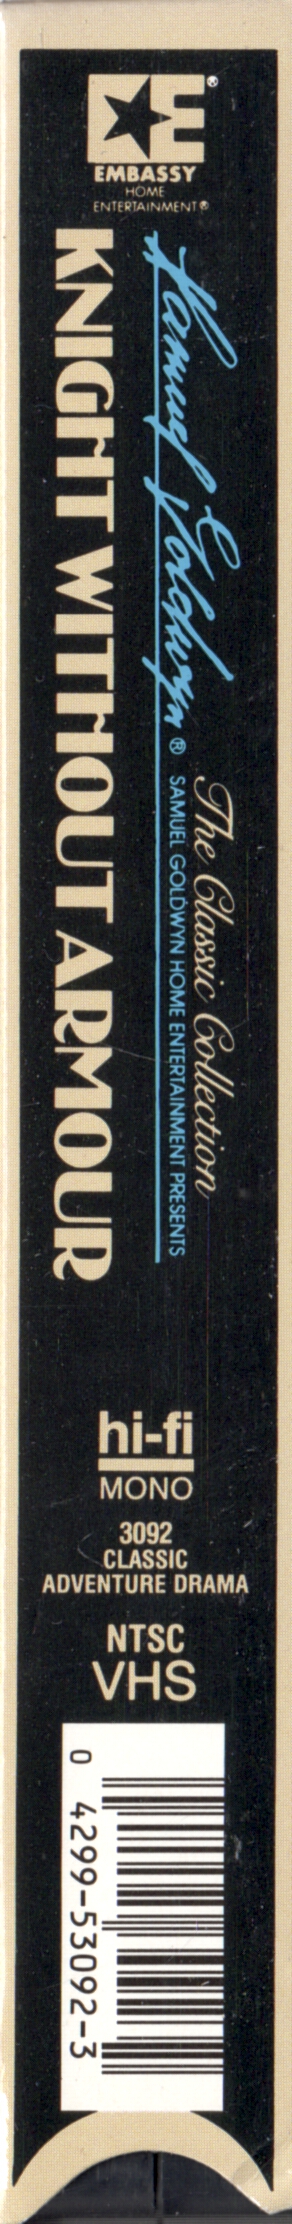 EMBASSY
HOME
ENTERTAINMENT®
The Classic Collection
Samuel Goldwyn®
SAMUEL GOLDWYN HOME ENTERTAINMENT PRESENTS
KNIGHT WITHOUT ARMOUR
hi-fi
MONO
3092
CLASSIC
ADVENTURE DRAMA
NTSC
VHS
0 4299-53092-3